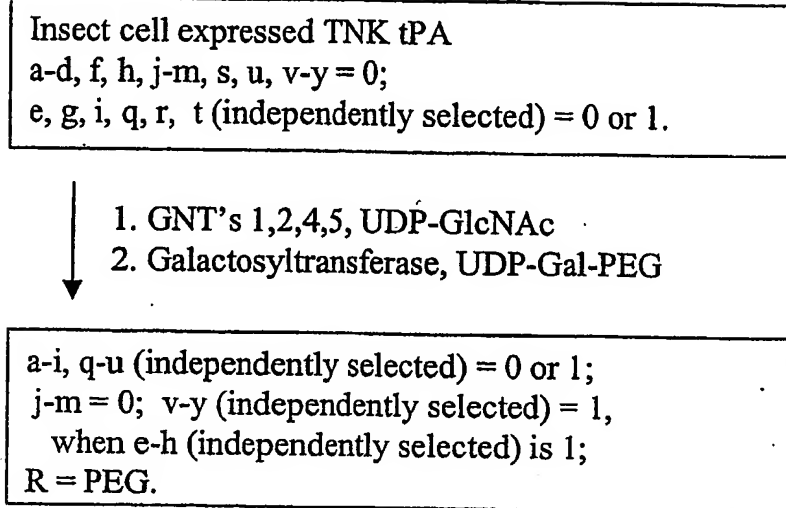 Insect cell expressed TNK tPA
a-d, f, h, j-m, s, u, v-y = 0;
e, g, i, q, r, t (independently selected) = 0 or 1.
1. GNT's 1,2,4,5, UDP-GlcNAc
2. Galactosyltransferase, UDP-Gal-PEG
a-i, q-u (independently selected) = 0 or 1;
j-m = 0; v-y (independently selected) = 1,
when e-h (independently selected) is 1;
R = PEG.